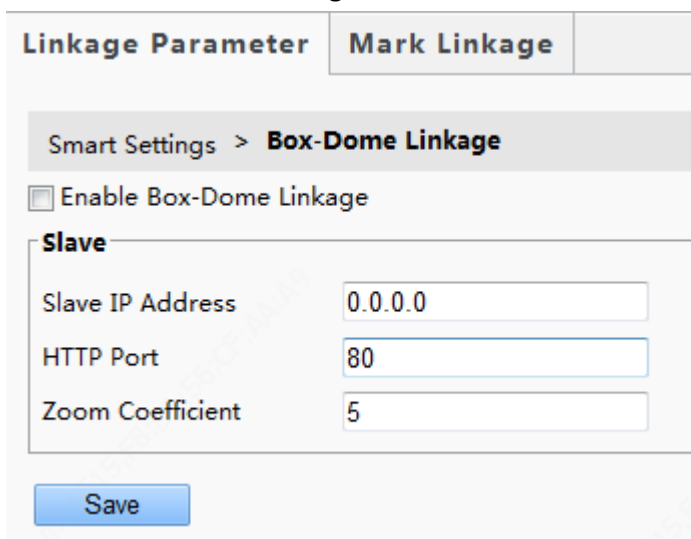 Linkage Parameter Mark Linkage
Smart Settings > Box-Dome Linkage
Enable Box-Dome Linkage
Slave
Slave IP Address 0.0.0.0
HTTP Port 80
Zoom Coefficient 5
Save